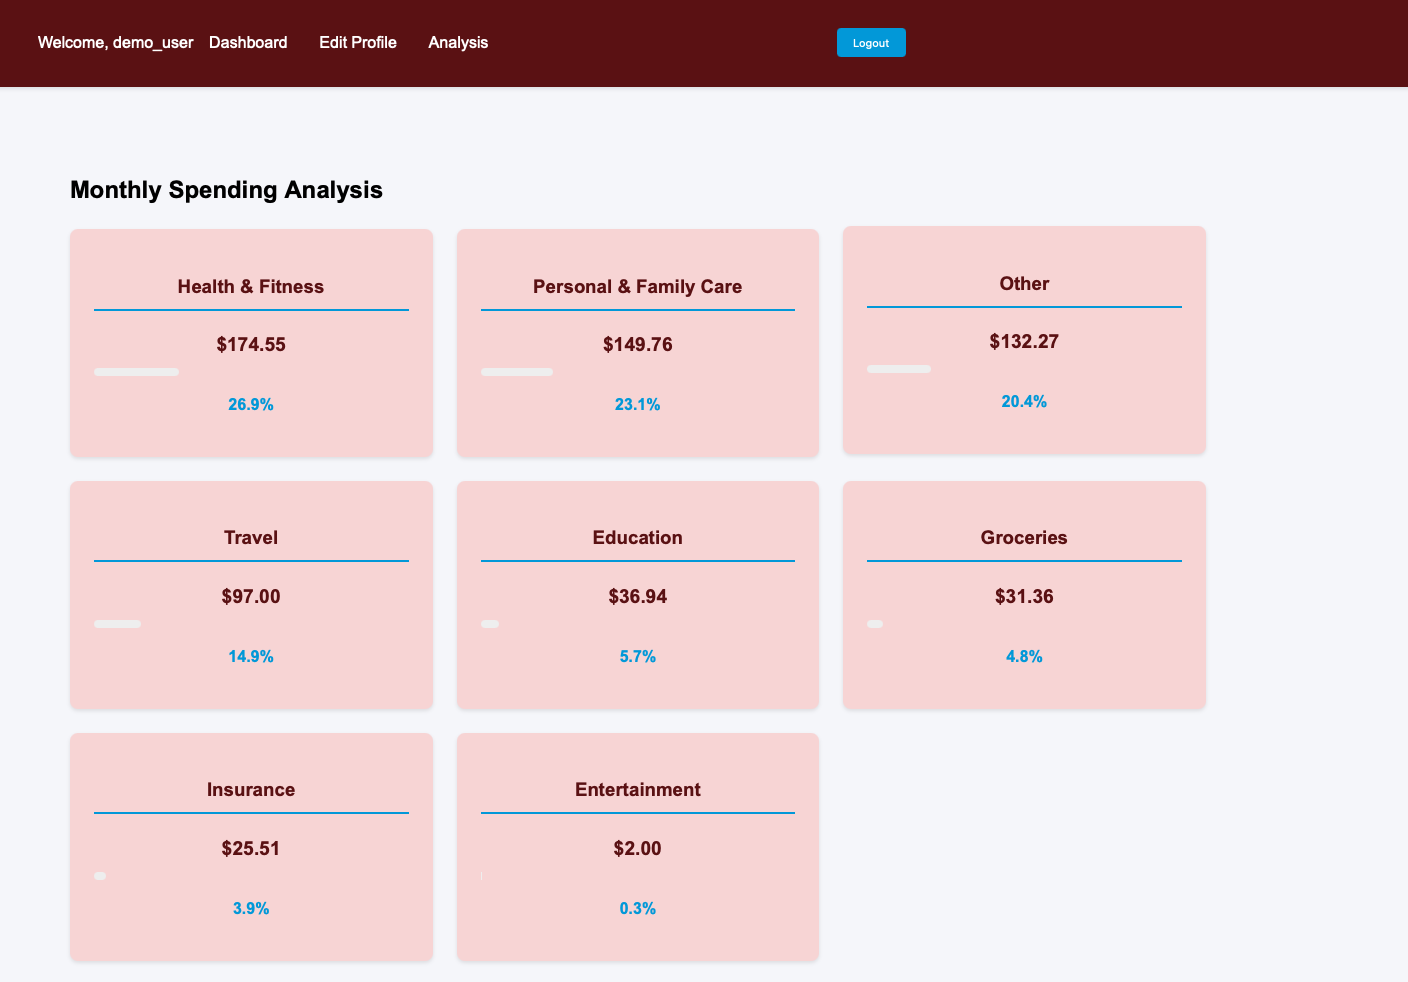 Welcome, demo_user Dashboard Edit Profile Analysis Logout
Monthly Spending Analysis
Health & Fitness
$174.55
26.9%
Personal & Family Care
$149.76
23.1%
Other
$132.27
20.4%
Travel
$97.00
14.9%
Education
$36.94
5.7%
Groceries
$31.36
4.8%
Insurance
$25.51
3.9%
Entertainment
$2.00
0.3%